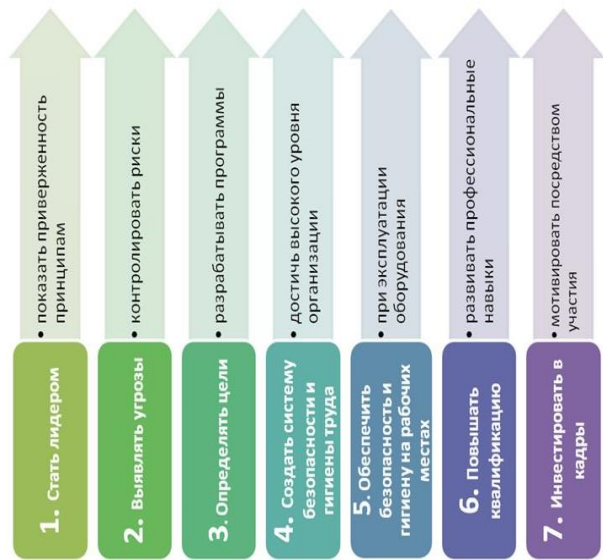 1. Стать лидером
• показать приверженность
принципам
2. Выявлять угрозы
• контролировать риски
3. Определять цели
• разрабатывать программы
4. Создать систему
безопасности и
гигиены труда
• достичь высокого уровня
организации
5. Обеспечить
безопасность и
гигиену на рабочих
местах
• при эксплуатации
оборудования
6. Повышать
квалификацию
• развивать профессиональные
навыки
7. Инвестировать в
кадры
• мотивировать посредством
участия